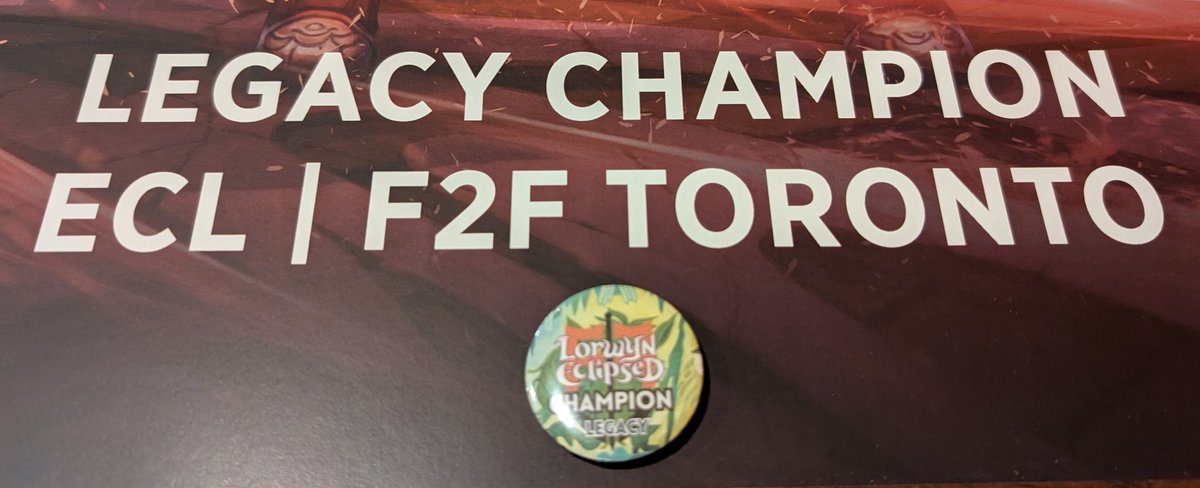 LEGACY CHAMPION
ECL | F2F TORONTO
Lorwyn
Eclipsed
CHAMPION
LEGACY